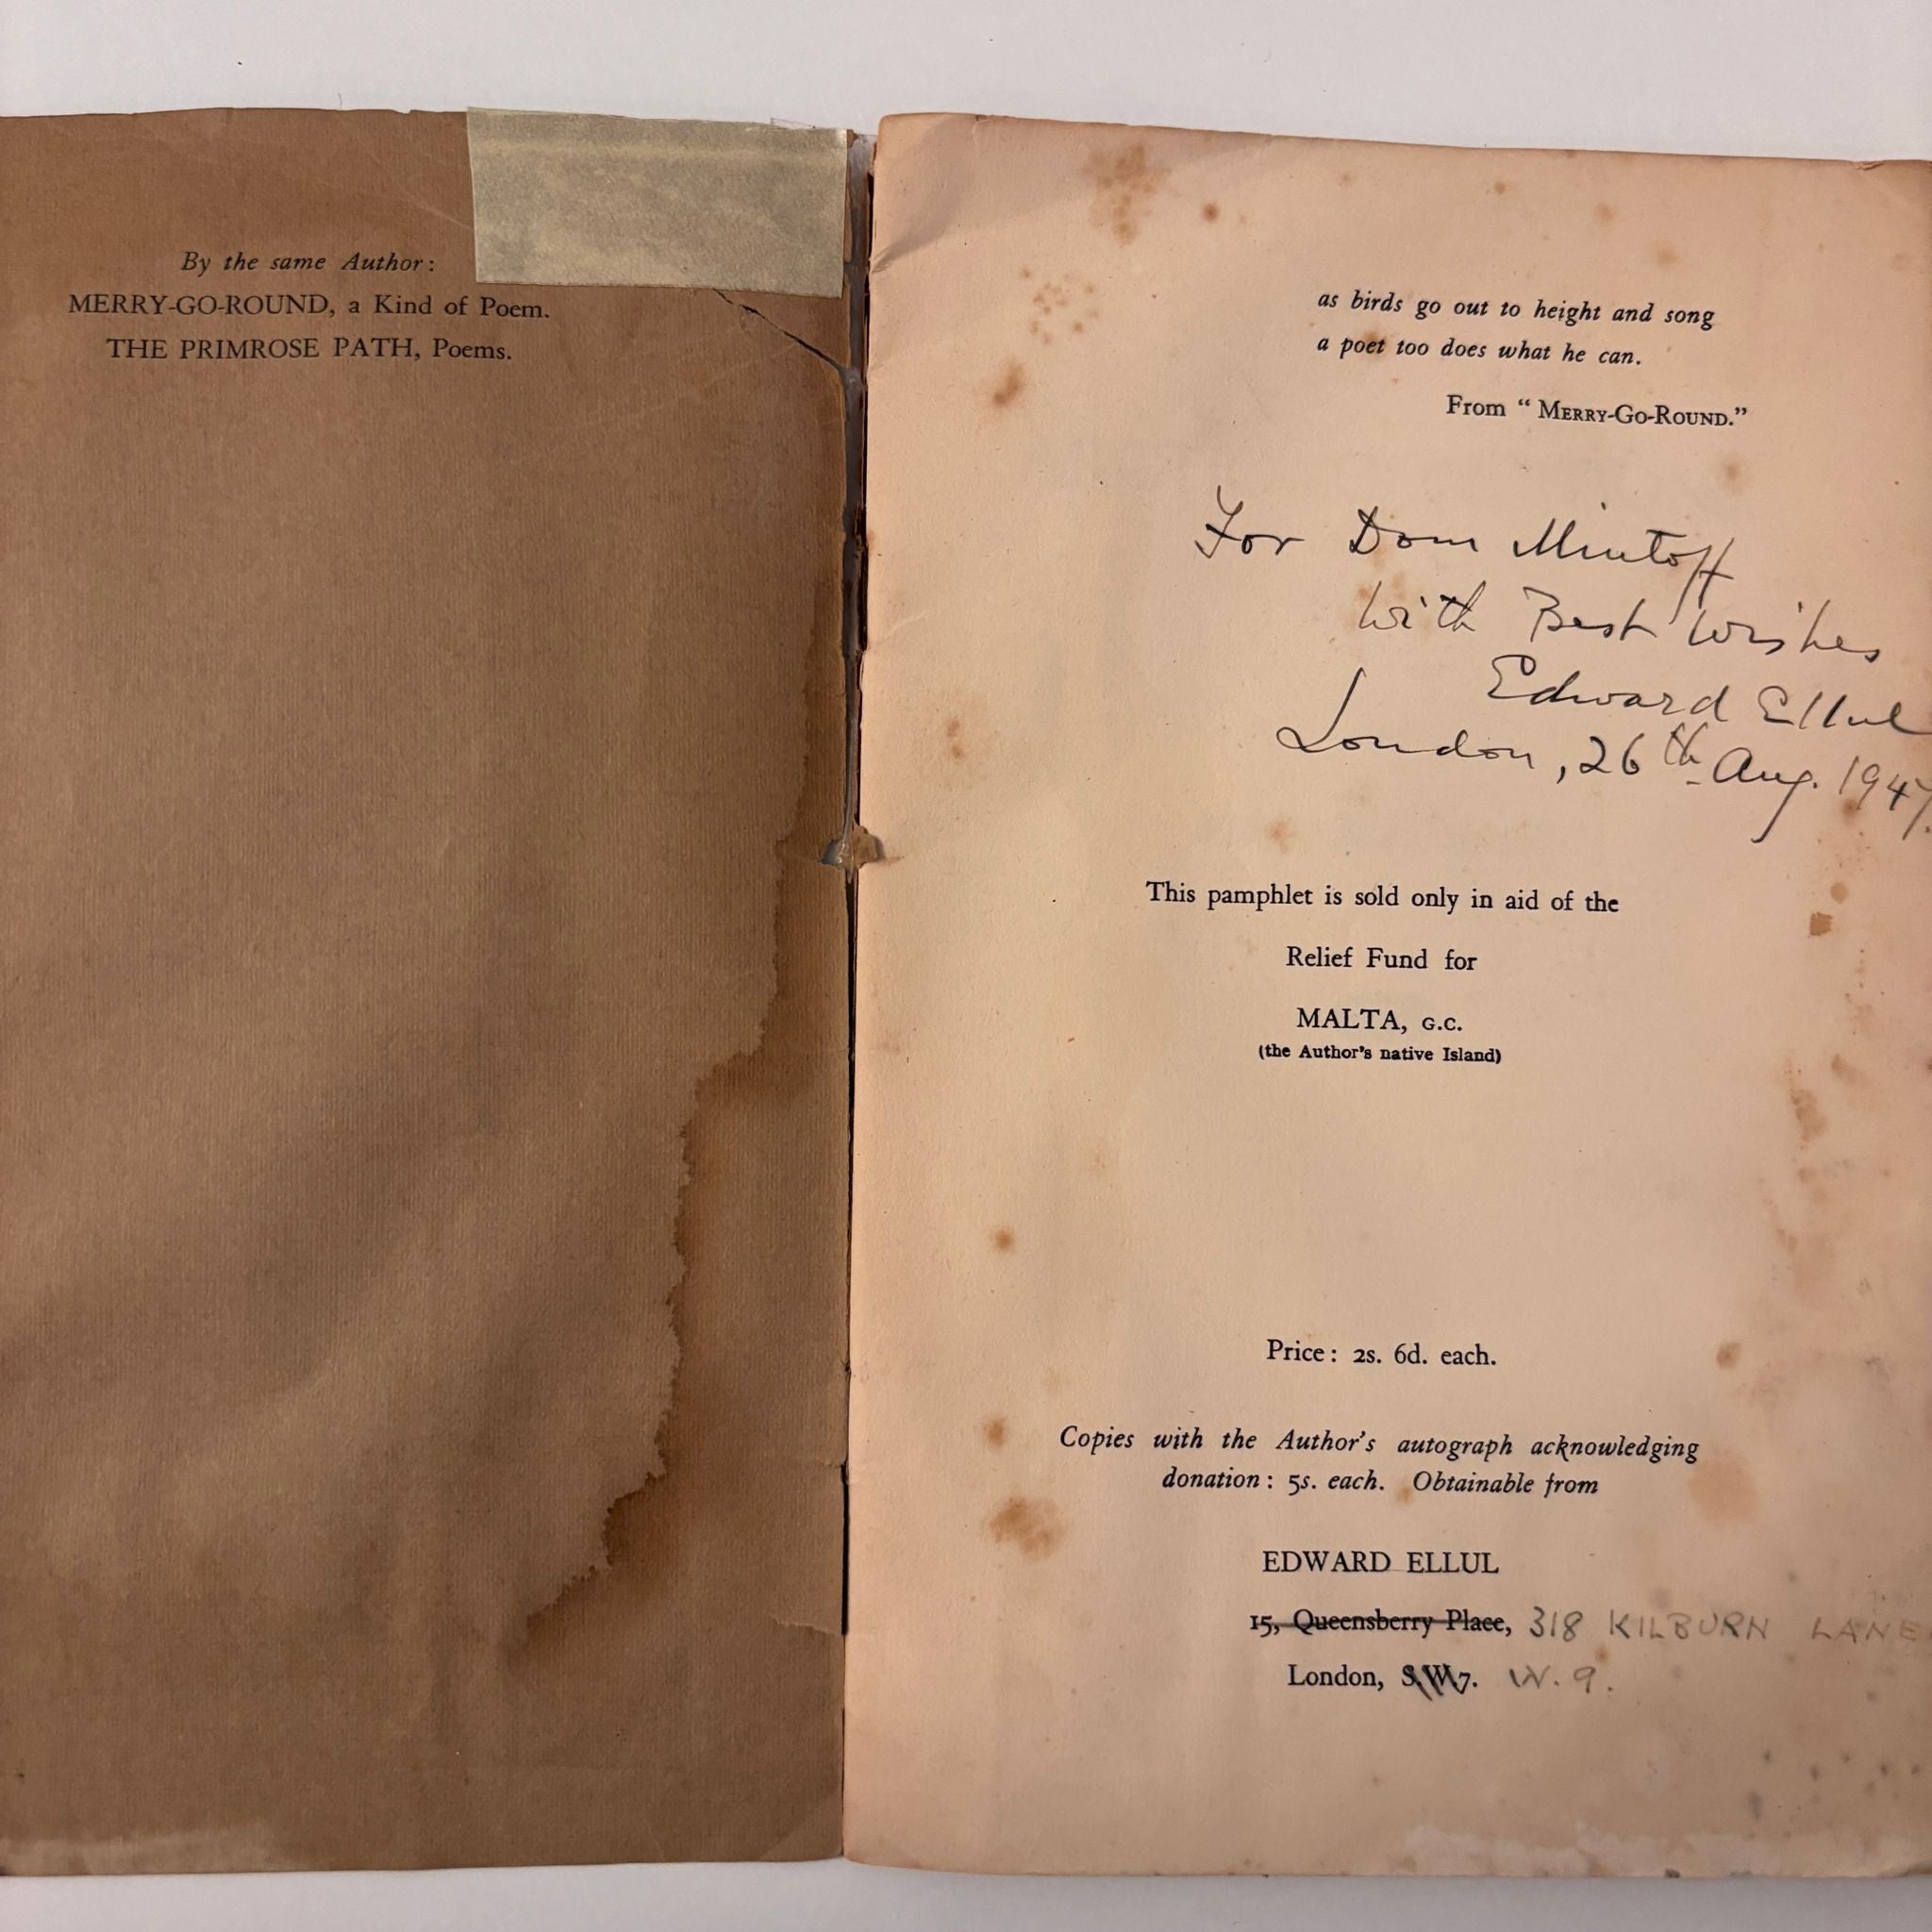 By the same Author:
MERRY-GO-ROUND, a Kind of Poem.
THE PRIMROSE PATH, Poems.
as birds go out to height and song
a poet too does what he can.
From “ Merry-Go-Round.”
For Dom Mintoff
With Best Wishes
Edward Ellul
London, 26th Aug. 1947.
This pamphlet is sold only in aid of the
Relief Fund for
MALTA, G.C.
(the Author's native Island)
Price: 2s. 6d. each.
Copies with the Author's autograph acknowledging
donation: 5s. each. Obtainable from
EDWARD ELLUL
15, Queensberry Place, 318 KILBURN LANE
London, S.W.7. W. 9.